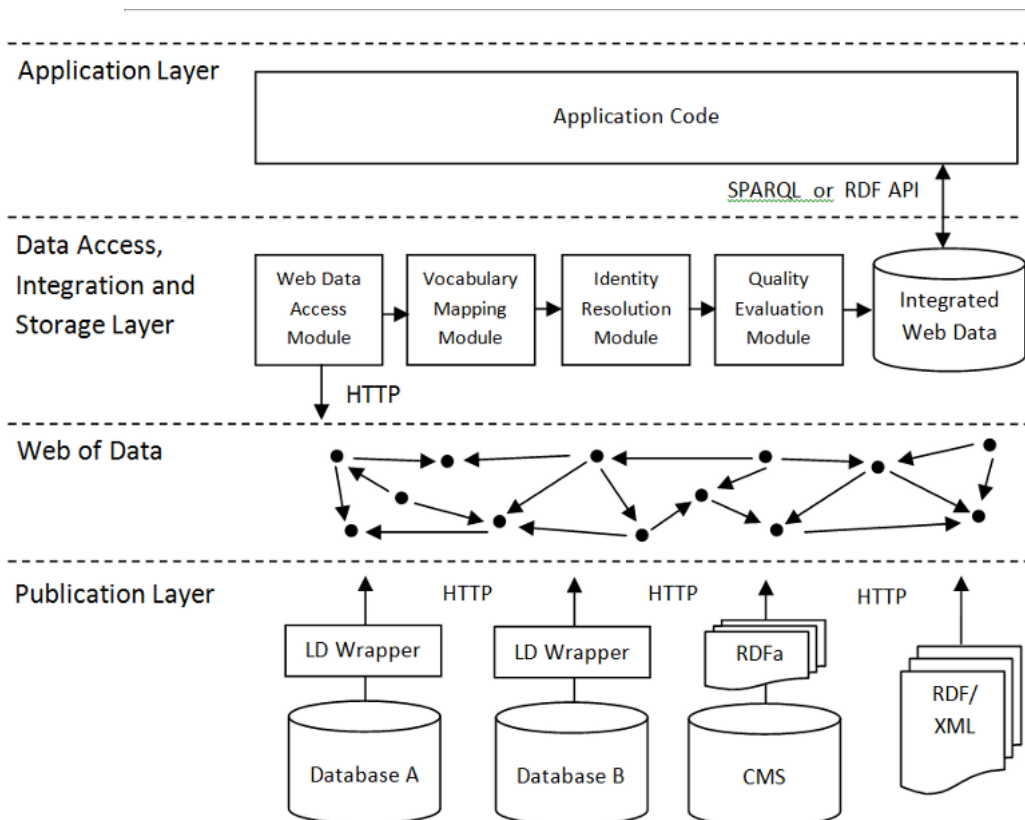 Application Layer
Application Code
SPARQL or RDF API
Data Access,
Integration and
Storage Layer
Web Data
Access
Module
Vocabulary
Mapping
Module
Identity
Resolution
Module
Quality
Evaluation
Module
Integrated
Web Data
HTTP
Web of Data
Publication Layer
HTTP
HTTP
HTTP
LD Wrapper
LD Wrapper
RDFa
RDF/
XML
Database A
Database B
CMS